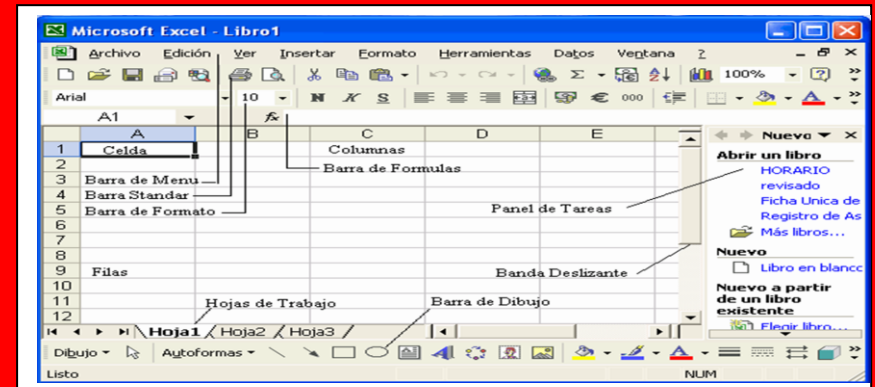 Microsoft Excel - Libro1
Archivo Edición Ver Insertar Formato Herramientas Datos Ventana ?
100%
Arial 10 N K S € 000
A1 fx
A B C D E
Nuevo
1 Celda Columnas
Abrir un libro
2 Barra de Formulas
HORARIO
3 Barra de Menu
revisado
4 Barra Standar
Ficha Unica de
5 Barra de Formato Panel de Tareas
Registro de As
6
Más libros...
7
8
Nuevo
9 Filas Banda Deslizante
Libro en blanco
10
Nuevo a partir
11 Hojas de Trabajo Barra de Dibujo
de un libro
12
existente
Hoja1 Hoja2 Hoja3
Elegir libro...
Dibujo Autoformas
Listo NUM